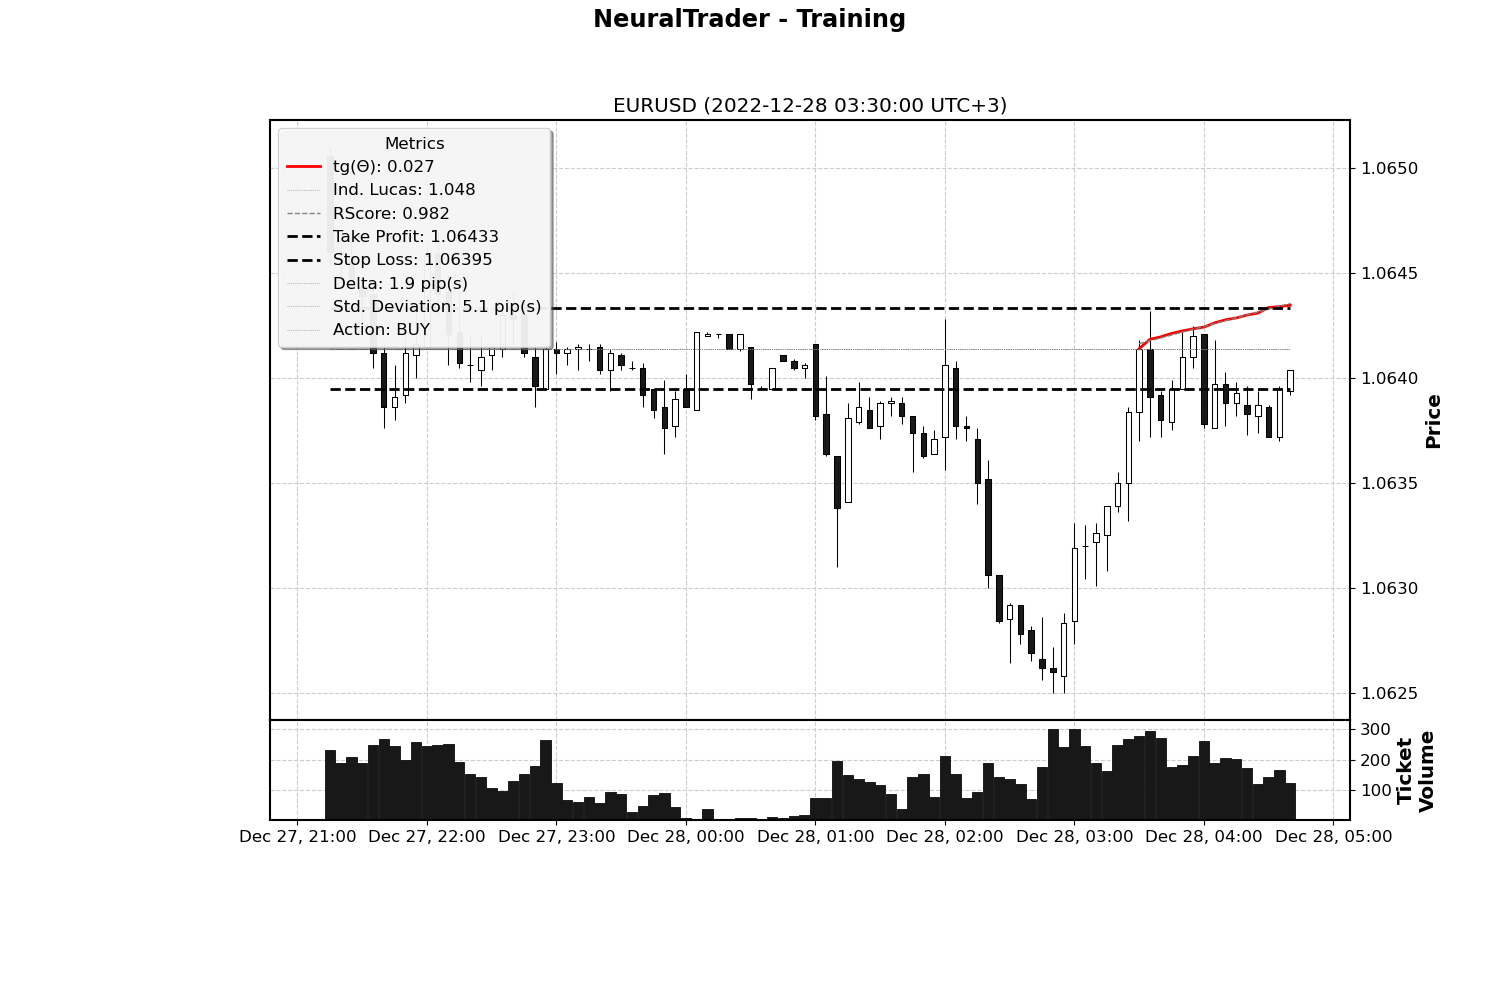 NeuralTrader - Training
EURUSD (2022-12-28 03:30:00 UTC+3)
Metrics
tg(Θ): 0.027
Ind. Lucas: 1.048
RScore: 0.982
Take Profit: 1.06433
Stop Loss: 1.06395
Delta: 1.9 pip(s)
Std. Deviation: 5.1 pip(s)
Action: BUY
1.0650
1.0645
1.0640
1.0635
1.0630
1.0625
Price
300
200
100
Ticket
Volume
Dec 27, 21:00 Dec 27, 22:00 Dec 27, 23:00 Dec 28, 00:00 Dec 28, 01:00 Dec 28, 02:00 Dec 28, 03:00 Dec 28, 04:00 Dec 28, 05:00